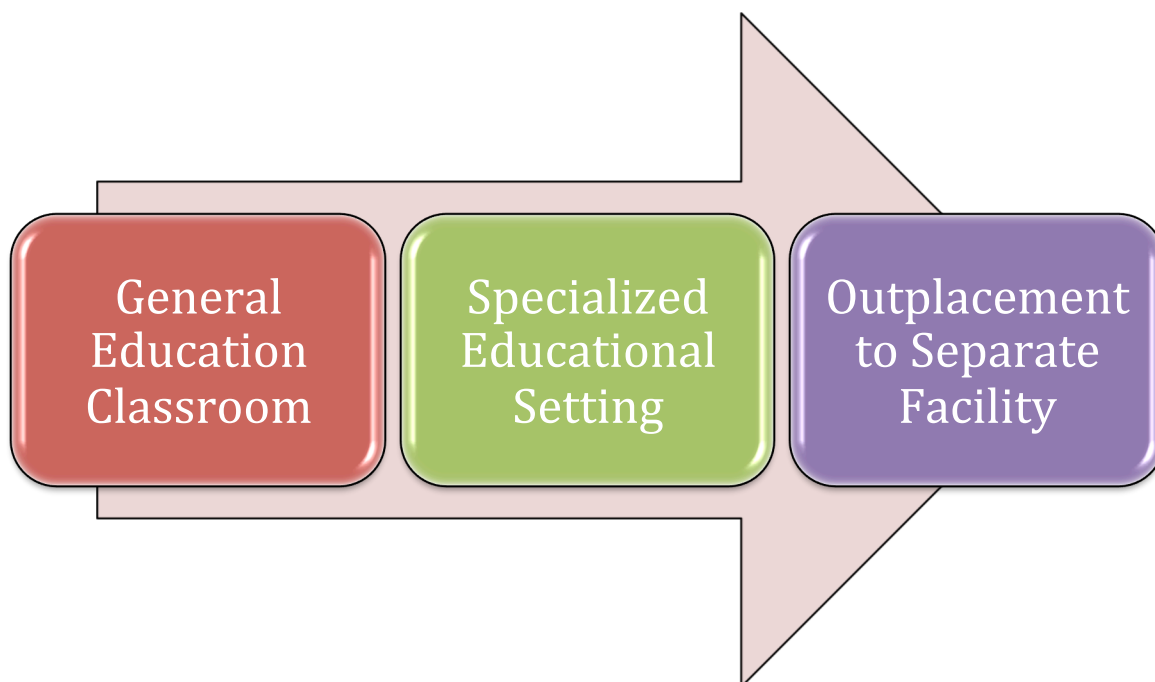 General
Education
Classroom
Specialized
Educational
Setting
Outplacement
to Separate
Facility